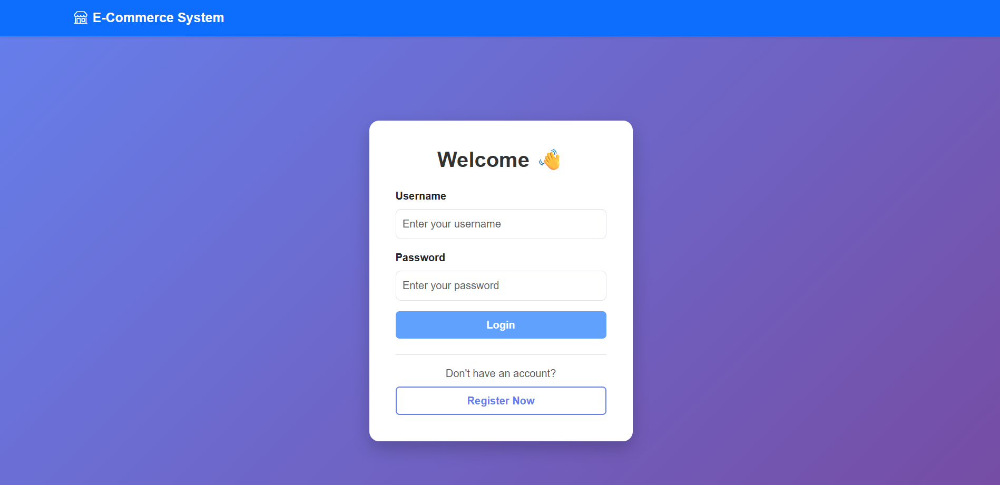 E-Commerce System
Welcome 👋
Username
Enter your username
Password
Enter your password
Login
Don't have an account?
Register Now